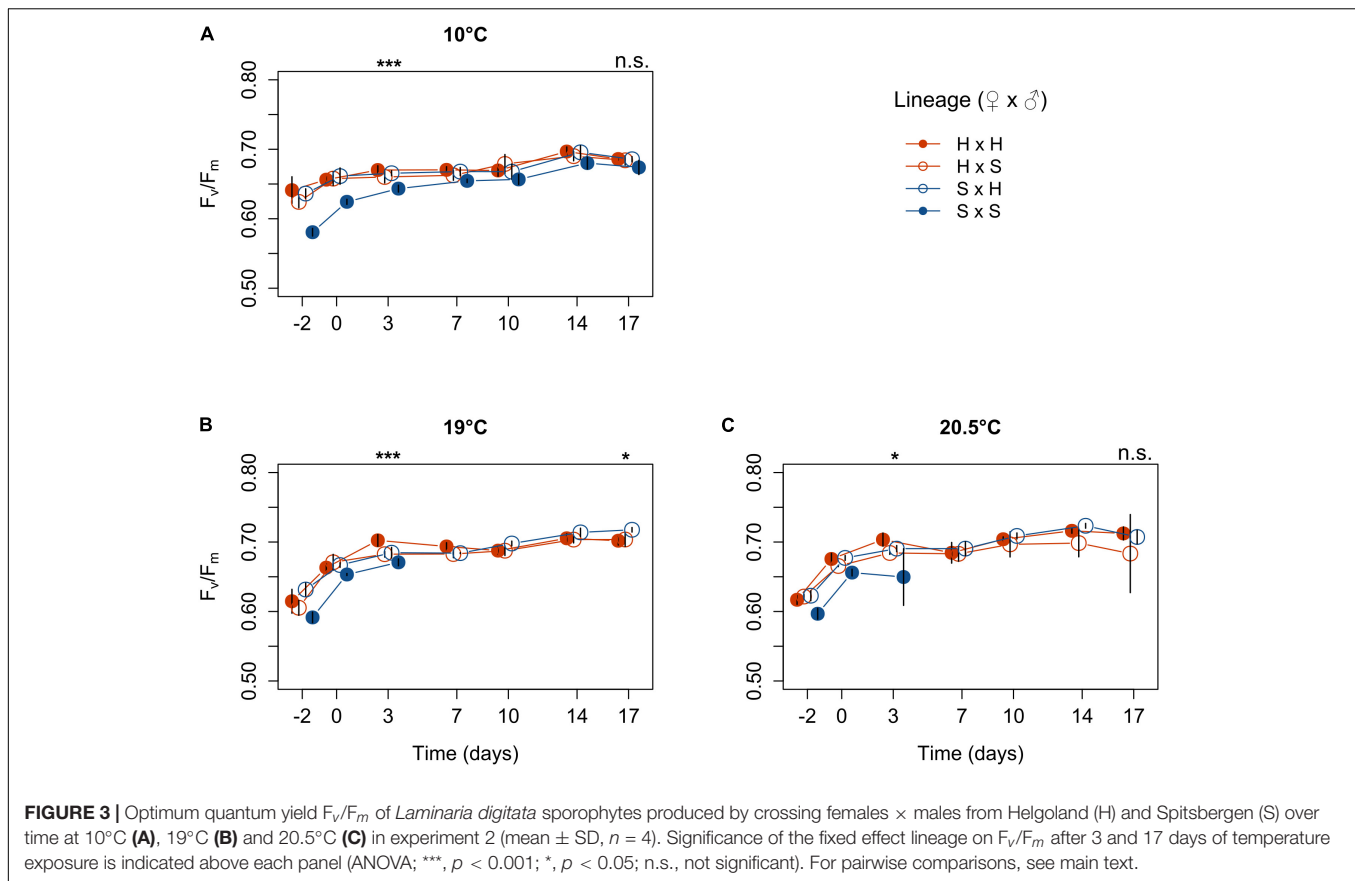 A
10°C
*** n.s.
0.80
0.70
0.60
0.50
Fv/Fm
-2 0 3 7 10 14 17
Lineage (♀ x ♂)
H x H
H x S
S x H
S x S
B
19°C
*** *
0.80
0.70
0.60
0.50
Fv/Fm
-2 0 3 7 10 14 17
Time (days)
C
20.5°C
* n.s.
0.80
0.70
0.60
0.50
-2 0 3 7 10 14 17
Time (days)
FIGURE 3 | Optimum quantum yield Fv/Fm of Laminaria digitata sporophytes produced by crossing females × males from Helgoland (H) and Spitsbergen (S) over
time at 10°C (A), 19°C (B) and 20.5°C (C) in experiment 2 (mean ± SD, n = 4). Significance of the fixed effect lineage on Fv/Fm after 3 and 17 days of temperature
exposure is indicated above each panel (ANOVA; ***, p < 0.001; *, p < 0.05; n.s., not significant). For pairwise comparisons, see main text.